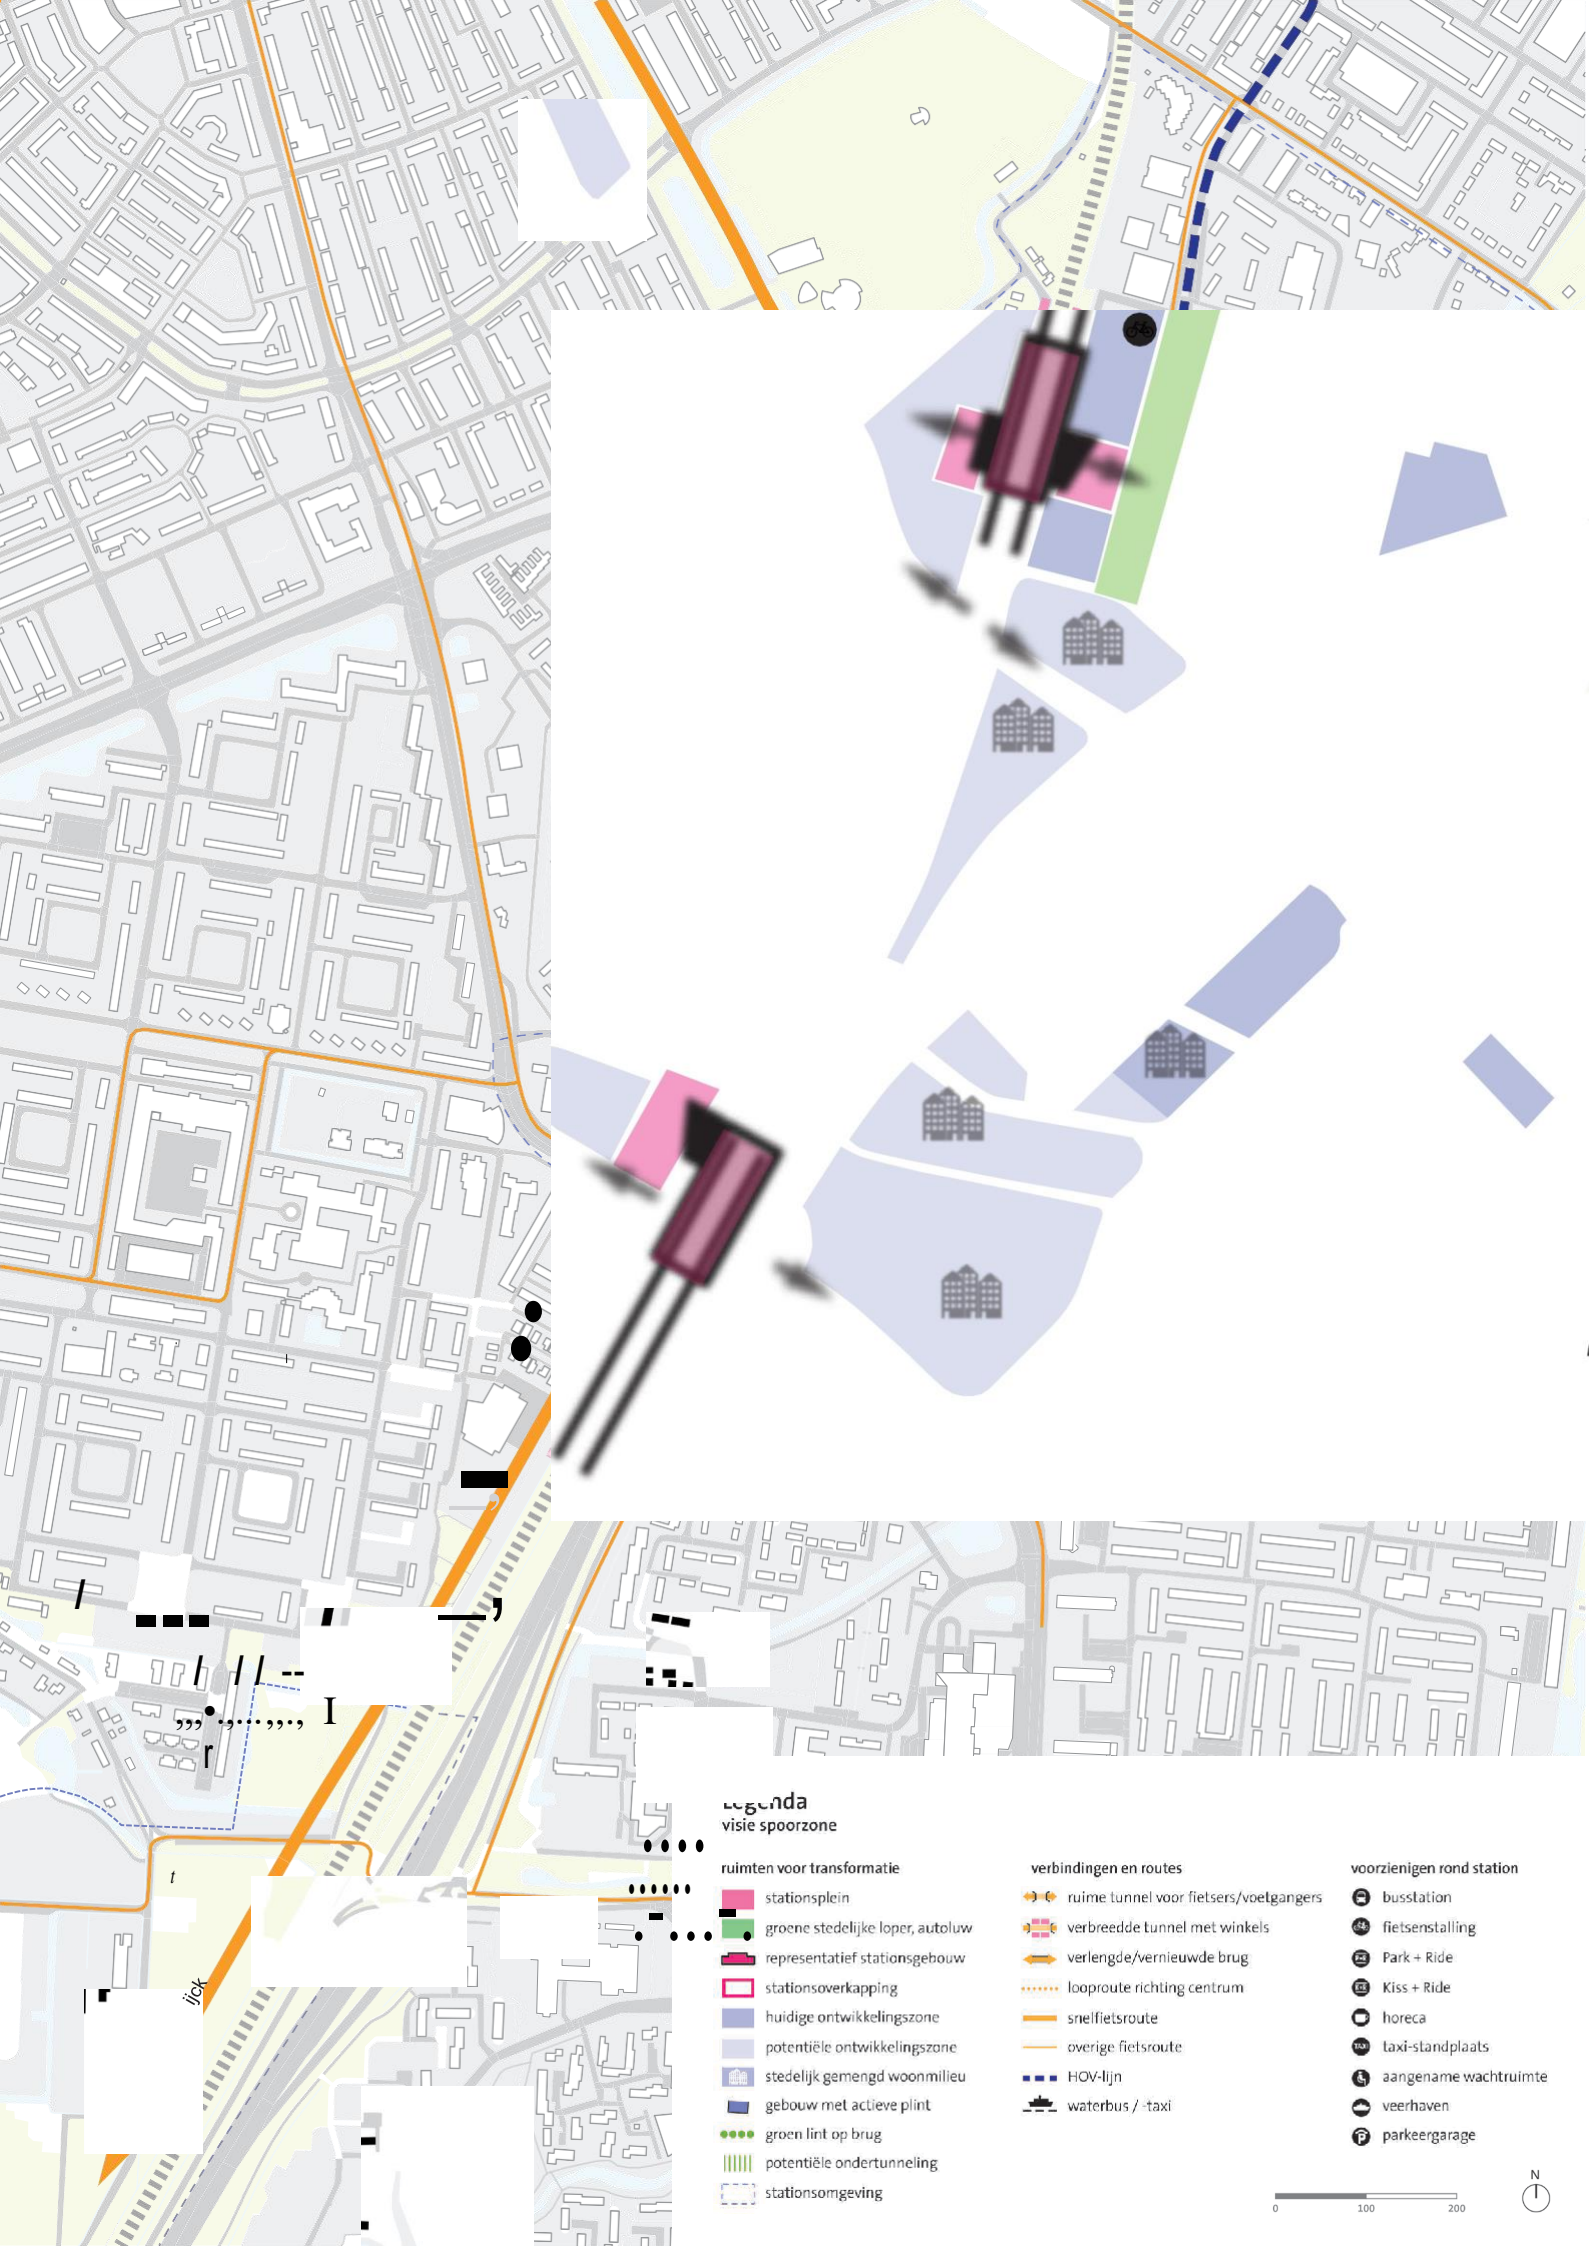 ijck
Legenda
visie spoorzone
ruimten voor transformatie
stationsplein
groene stedelijke loper, autoluw
representatief stationsgebouw
stationsoverkapping
huidige ontwikkelingszone
potentiële ontwikkelingszone
stedelijk gemengd woonmilieu
gebouw met actieve plint
groen lint op brug
potentiële ondertunneling
stationsomgeving
verbindingen en routes
ruime tunnel voor fietsers/voetgangers
verbreedde tunnel met winkels
verlengde/vernieuwde brug
looproute richting centrum
snelfietsroute
overige fietsroute
HOV-lijn
waterbus / -taxi
voorzienigen rond station
busstation
fietsenstalling
Park + Ride
Kiss + Ride
horeca
TAXI taxi-standplaats
aangename wachtruimte
veerhaven
P parkeergarage
N
0 100 200